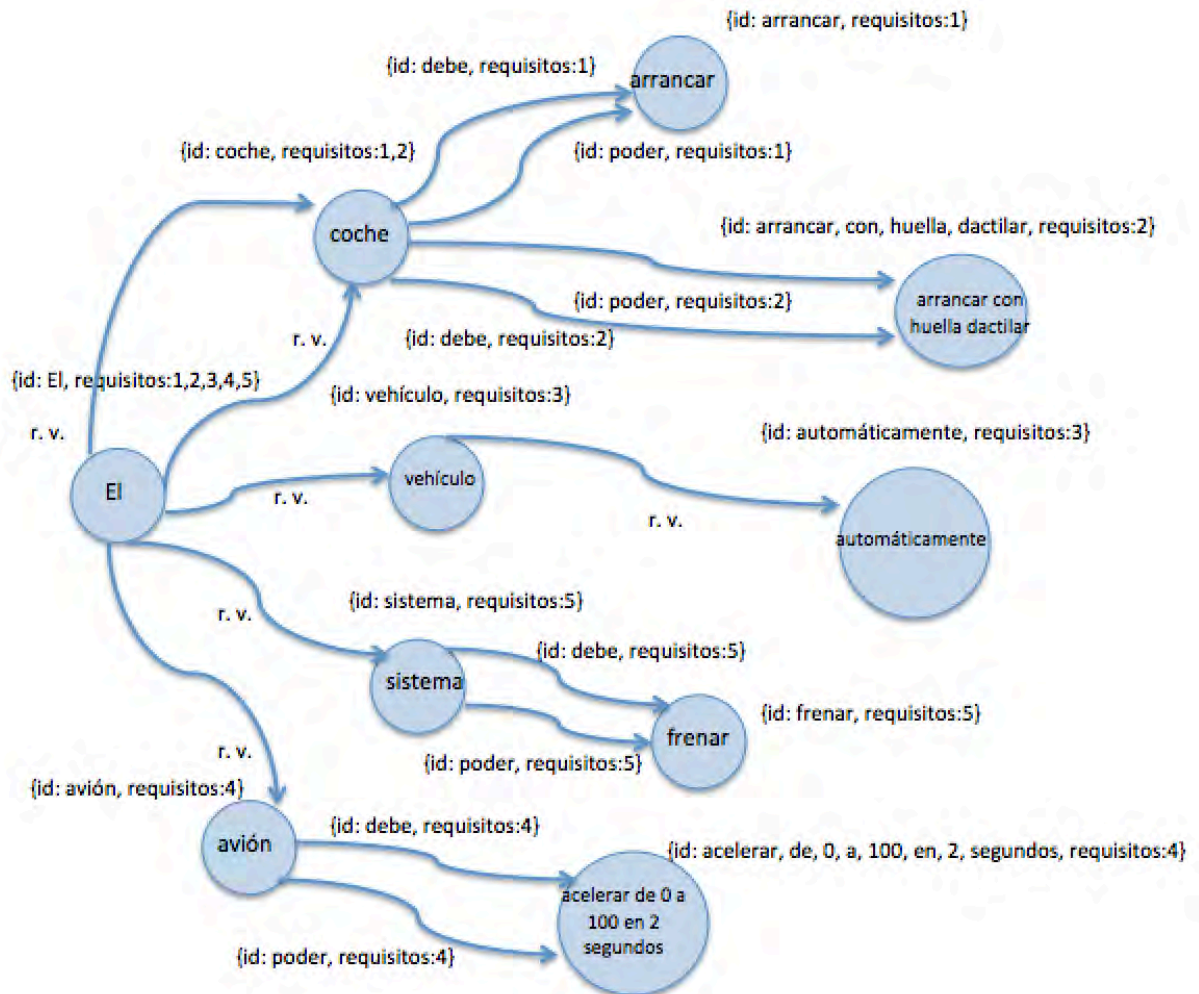 {id: arrancar, requisitos:1}
{id: debe, requisitos:1}
arrancar
{id: coche, requisitos:1,2}
{id: poder, requisitos:1}
coche
{id: arrancar, con, huella, dactilar, requisitos:2}
{id: poder, requisitos:2}
arrancar con
huella dactilar
r. v.
{id: debe, requisitos:2}
{id: El, requisitos:1,2,3,4,5}
{id: vehículo, requisitos:3}
r. v.
{id: automáticamente, requisitos:3}
El
vehículo
r. v.
r. v.
automáticamente
{id: sistema, requisitos:5}
r. v.
{id: debe, requisitos:5}
sistema
{id: frenar, requisitos:5}
frenar
r. v.
{id: poder, requisitos:5}
{id: avión, requisitos:4}
{id: debe, requisitos:4}
avión
{id: acelerar, de, 0, a, 100, en, 2, segundos, requisitos:4}
acelerar de 0 a
100 en 2
segundos
{id: poder, requisitos:4}